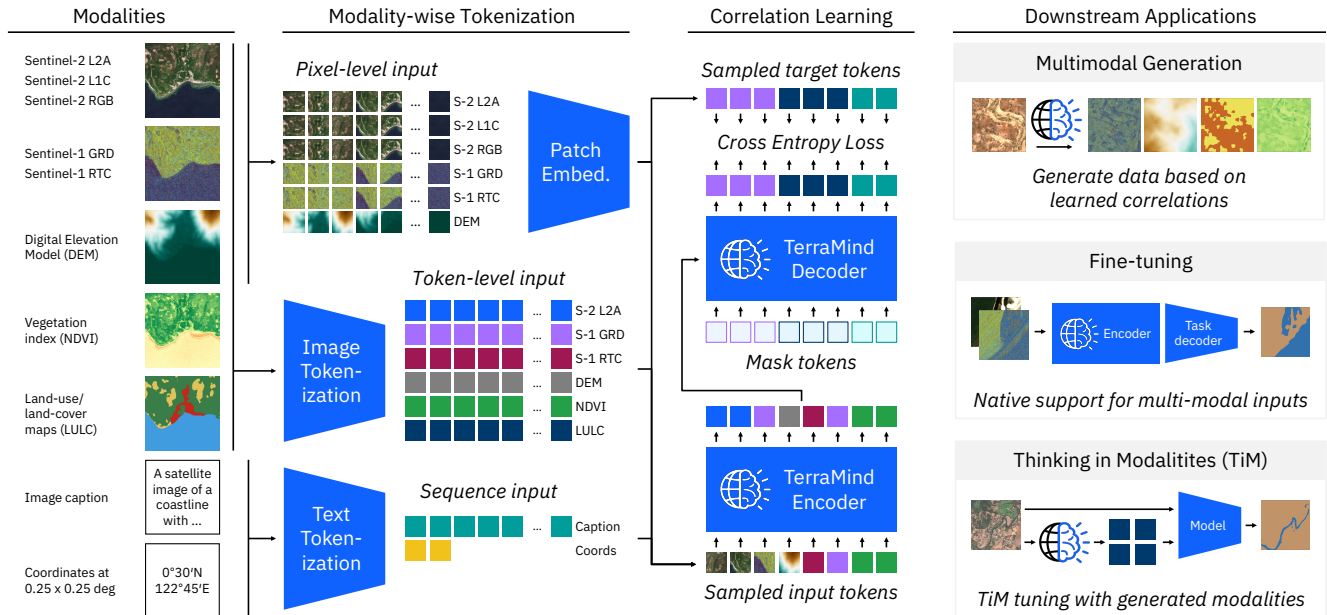 Modalities
Sentinel-2 L2A
Sentinel-2 L1C
Sentinel-2 RGB
Sentinel-1 GRD
Sentinel-1 RTC
Digital Elevation
Model (DEM)
Vegetation
index (NDVI)
Land-use/
land-cover
maps (LULC)
Image caption
A satellite
image of a
coastline
with ...
Coordinates at
0.25 x 0.25 deg
0°30′N
122°45′E
Modality-wise Tokenization
Pixel-level input
... S-2 L2A
... S-2 L1C
... S-2 RGB
... S-1 GRD
... S-1 RTC
... DEM
Patch
Embed.
Token-level input
Image
Token-
ization
... S-2 L2A
... S-1 GRD
... S-1 RTC
... DEM
... NDVI
... LULC
Sequence input
Text
Token-
ization
... Caption
Coords
Correlation Learning
Sampled target tokens
Cross Entropy Loss
TerraMind
Decoder
Mask tokens
TerraMind
Encoder
Sampled input tokens
Downstream Applications
Multimodal Generation
Generate data based on
learned correlations
Fine-tuning
Encoder
Task
decoder
Native support for multi-modal inputs
Thinking in Modalitites (TiM)
Model
TiM tuning with generated modalities